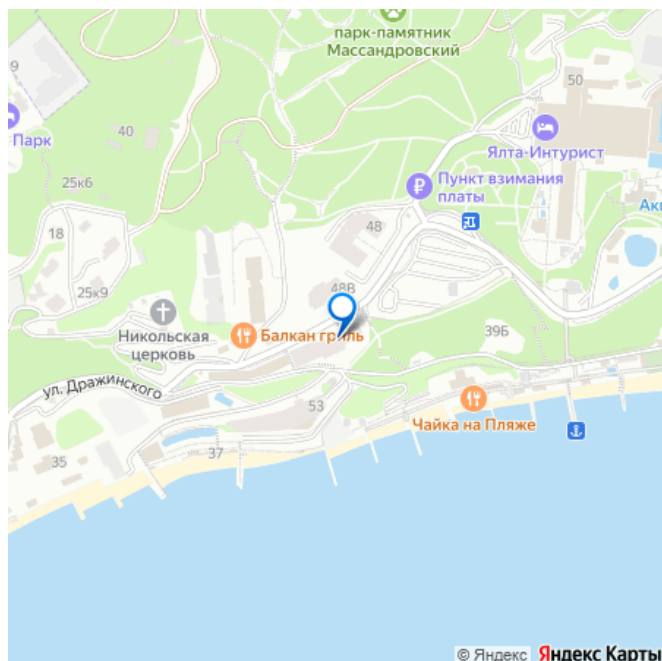 парк-памятник
Массандровский
9
50
40
Парк
Ялта-Интурист
25к6
Пункт взимания
платы
Акв
18
48
25к9
48В
Никольская
церковь
Балкан гриль
39Б
ул. Дражинского
53
Чайка на Пляже
35
37
© Яндекс Яндекс Карты